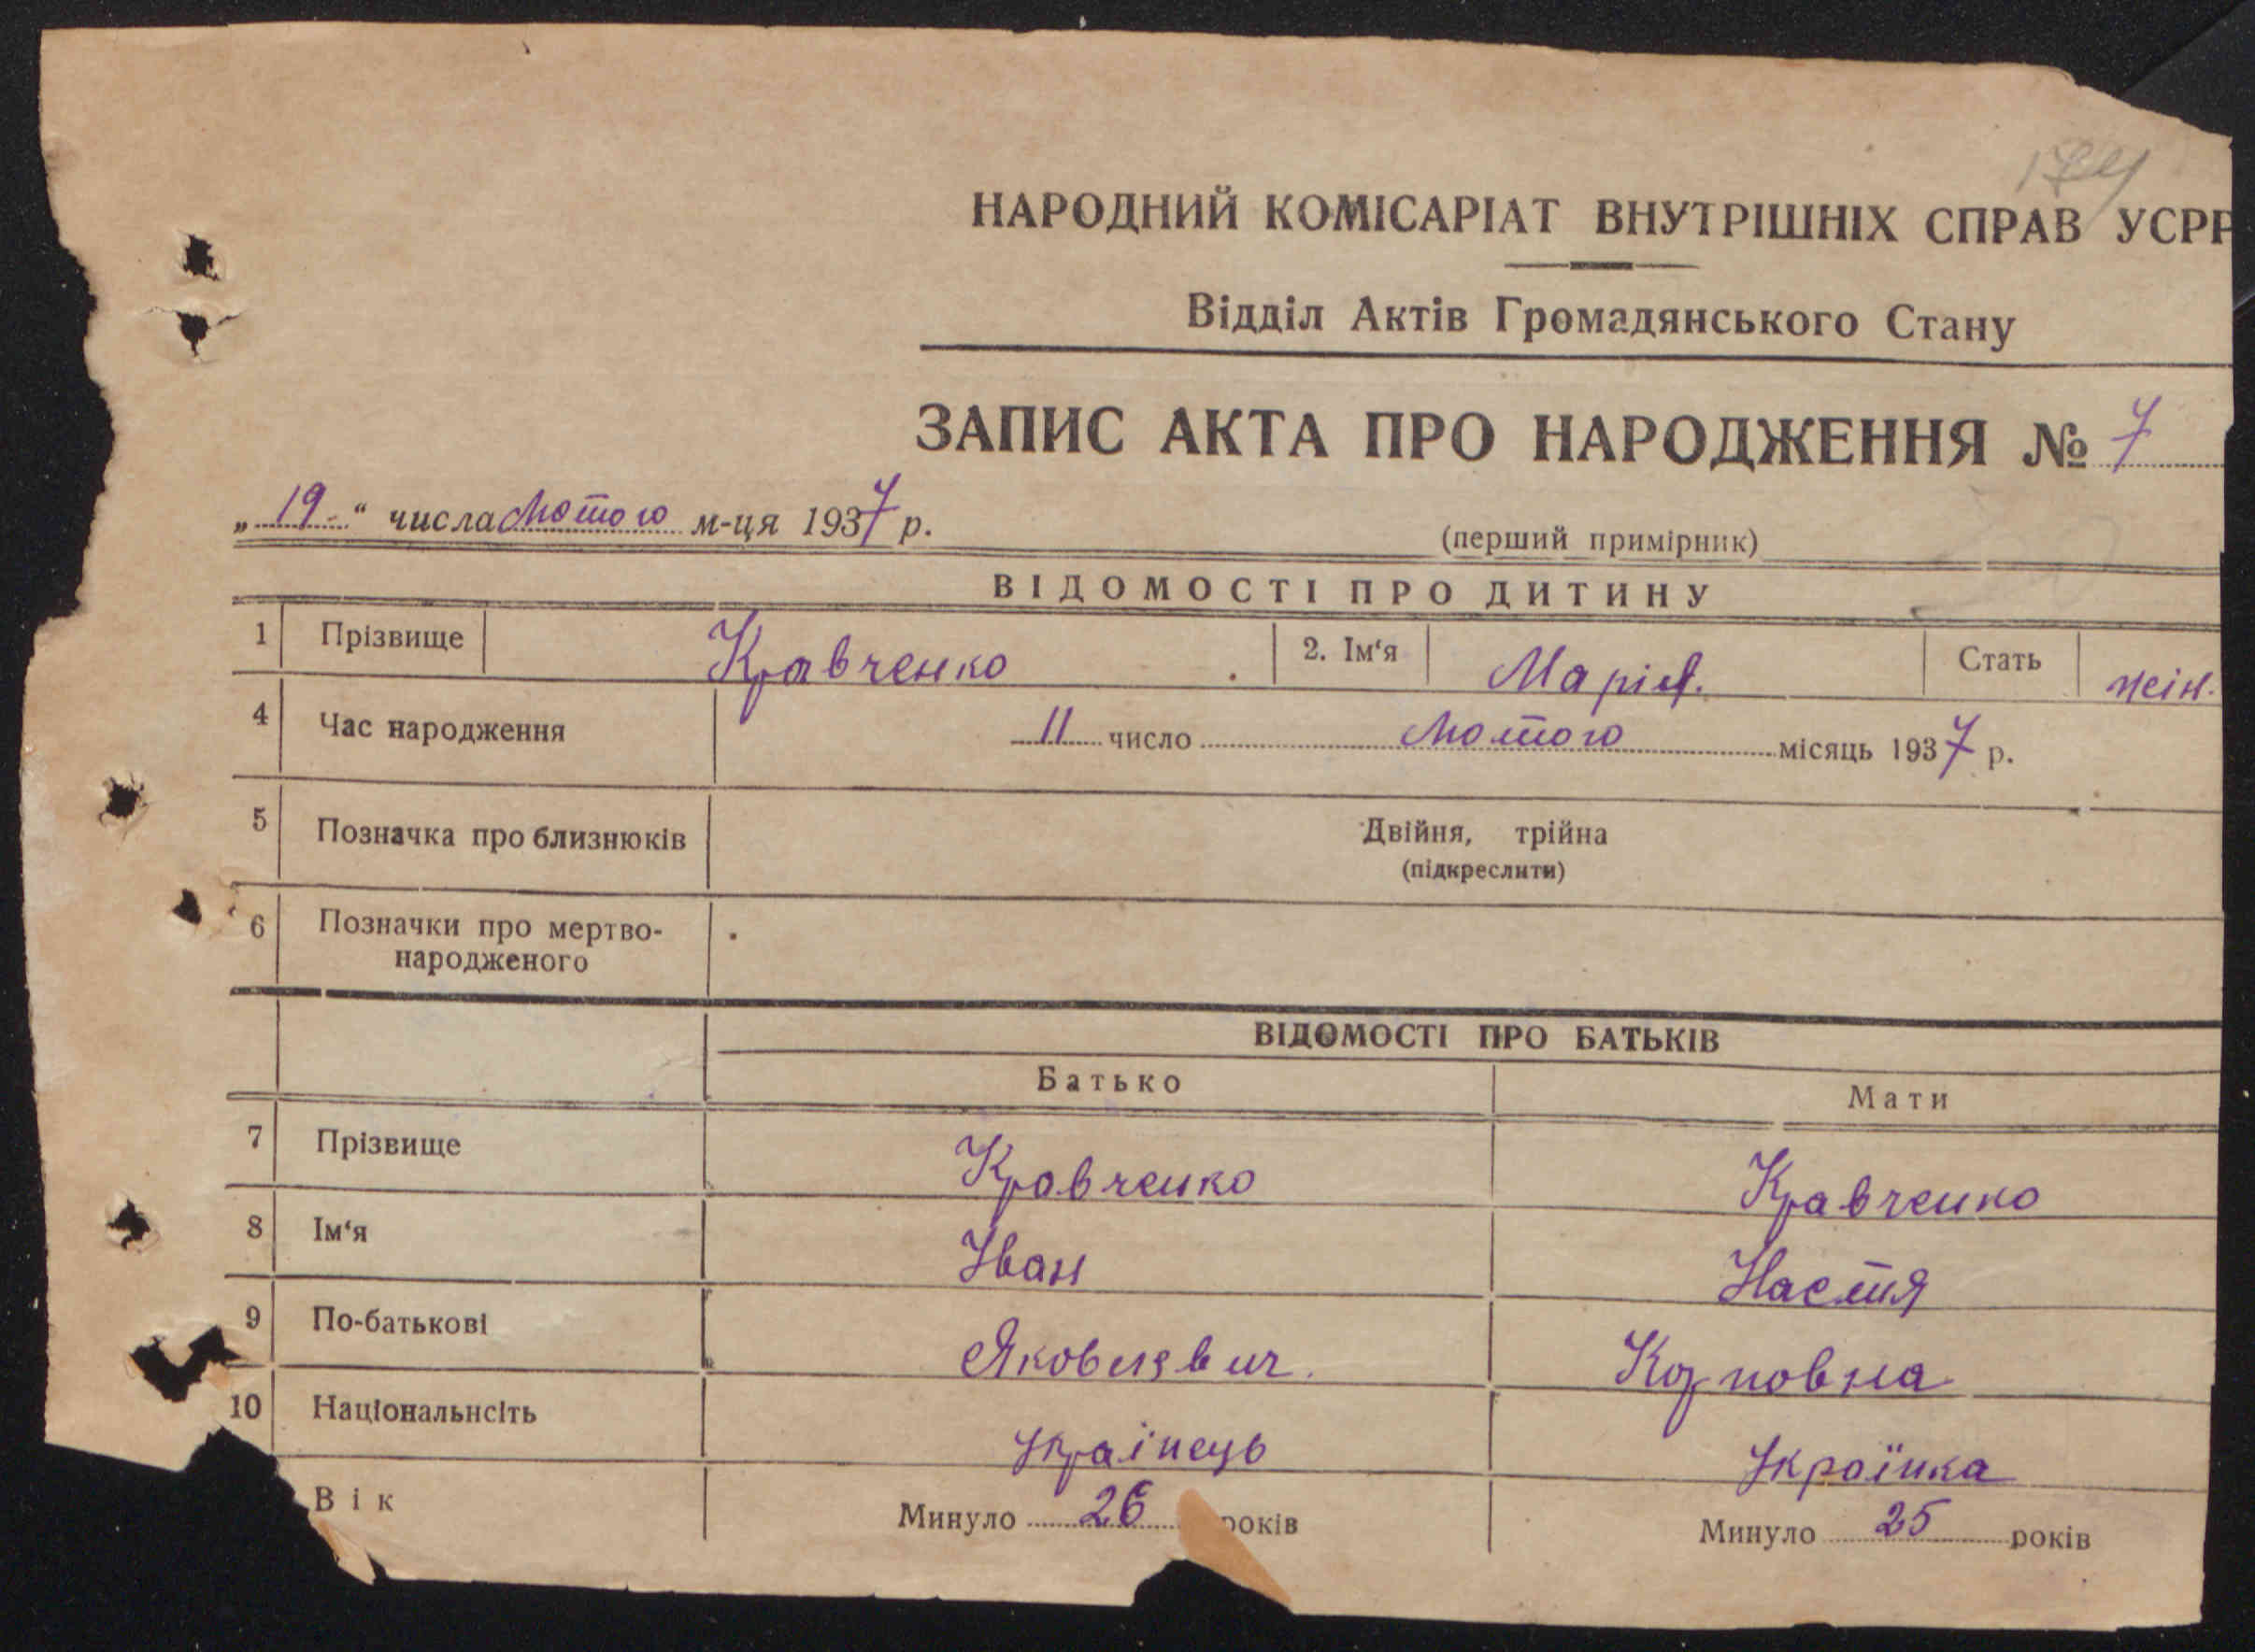 НАРОДНИЙ КОМІСАРІАТ ВНУТРІШНІХ СПРАВ УСРР
Відділ Актів Громадянського Стану
ЗАПИС АКТА ПРО НАРОДЖЕННЯ № 7
„ 19 “ числа Лютого м-ця 1937 р.
(перший примірник)
ВІДОМОСТІ ПРО ДИТИНУ
1 Прізвище Кравченко 2. Ім‘я Марія. Стать жін.
4 Час народження 11 число Лютого місяць 1937 р.
5 Позначка про близнюків Двійня, трійна
(підкреслити)
6 Позначки про мертво-
народженого
ВІДОМОСТІ ПРО БАТЬКІВ
Батько Мати
7 Прізвище Кравченко Кравченко
8 Ім‘я Іван Настя
9 По-батькові Яковлевич. Карповна
10 Національнсіть Украінець Українка
Вік Минуло 26 років Минуло 25 років